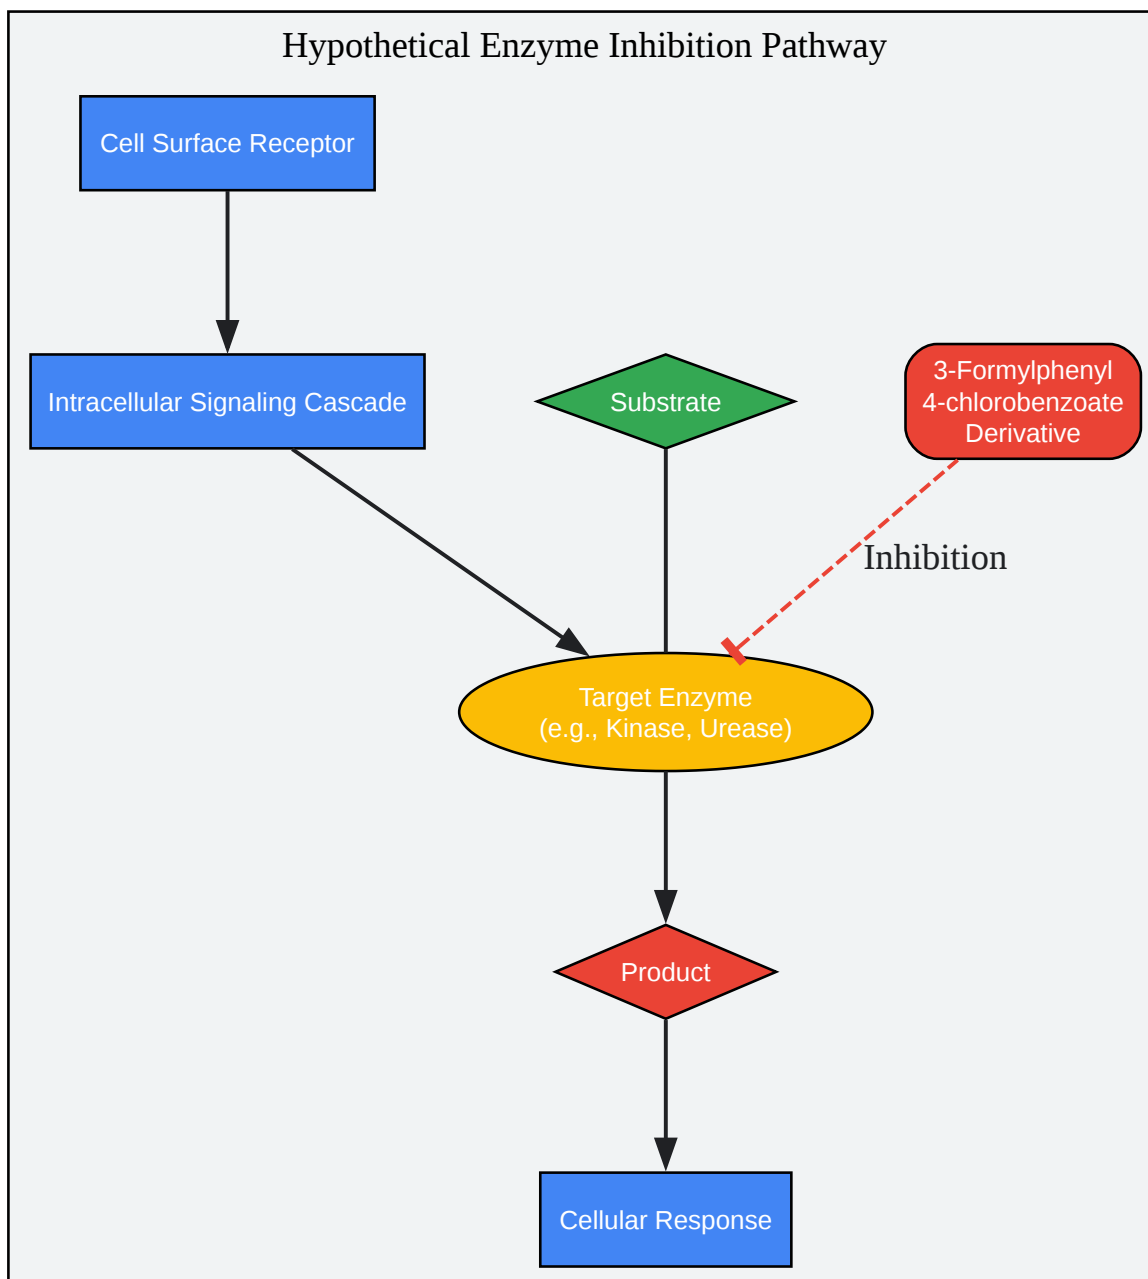 Hypothetical Enzyme Inhibition Pathway
Cell Surface Receptor
Intracellular Signaling Cascade
Substrate
3-Formylphenyl
4-chlorobenzoate
Derivative
Inhibition
Target Enzyme
(e.g., Kinase, Urease)
Product
Cellular Response